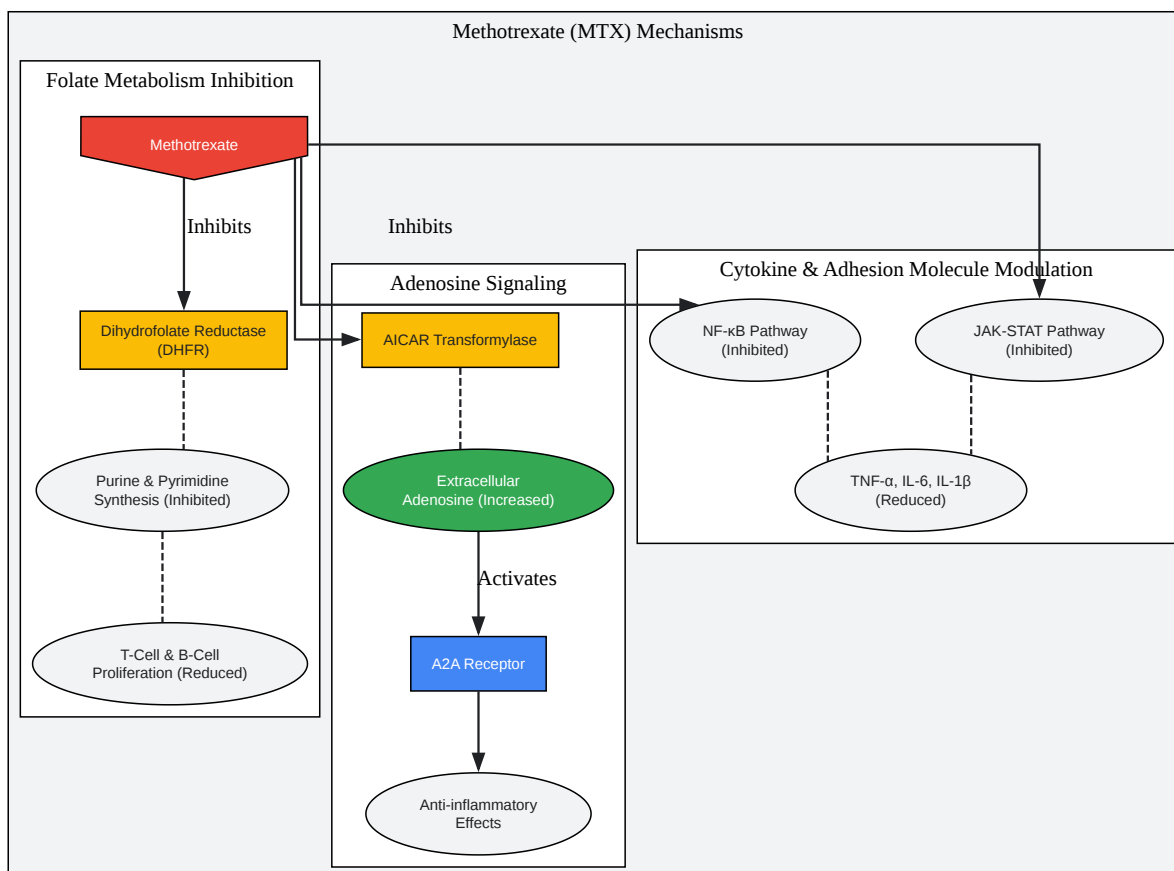 Methotrexate (MTX) Mechanisms
Folate Metabolism Inhibition
Methotrexate
Inhibits
Inhibits
Dihydrofolate Reductase
(DHFR)
Purine & Pyrimidine
Synthesis (Inhibited)
T-Cell & B-Cell
Proliferation (Reduced)
Adenosine Signaling
AICAR Transformylase
Extracellular
Adenosine (Increased)
Activates
A2A Receptor
Anti-inflammatory
Effects
Cytokine & Adhesion Molecule Modulation
NF-κB Pathway
(Inhibited)
JAK-STAT Pathway
(Inhibited)
TNF-α, IL-6, IL-1β
(Reduced)